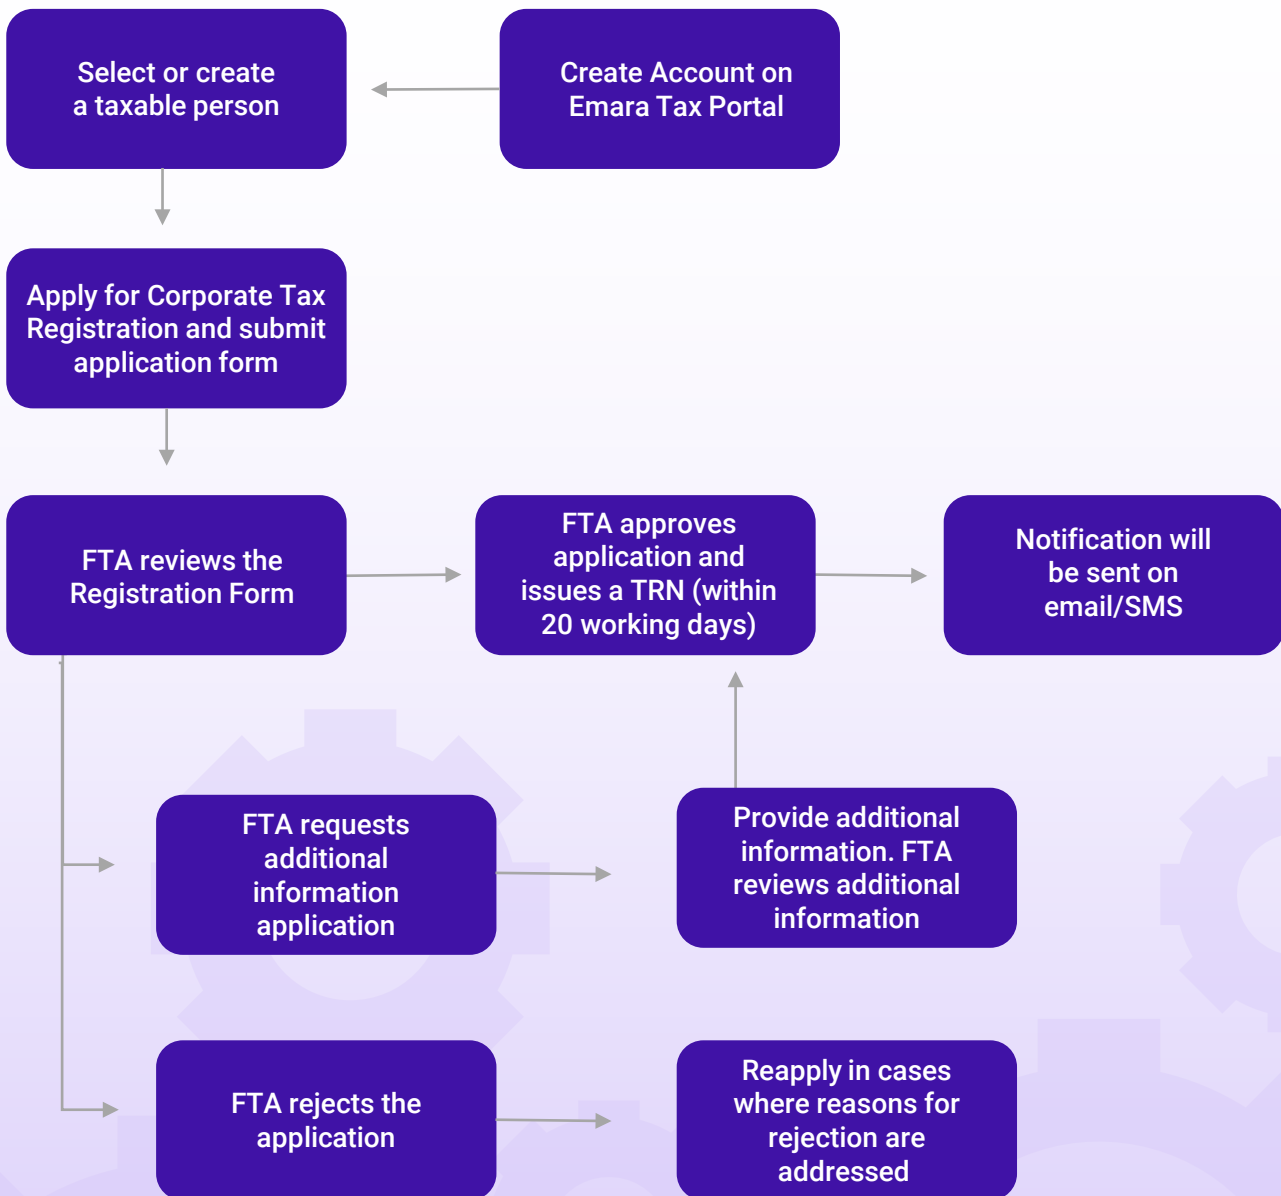 Select or create
a taxable person
Create Account on
Emara Tax Portal
Apply for Corporate Tax
Registration and submit
application form
FTA reviews the
Registration Form
FTA approves
application and
issues a TRN (within
20 working days)
Notification will
be sent on
email/SMS
FTA requests
additional
information
application
Provide additional
information. FTA
reviews additional
information
FTA rejects the
application
Reapply in cases
where reasons for
rejection are
addressed